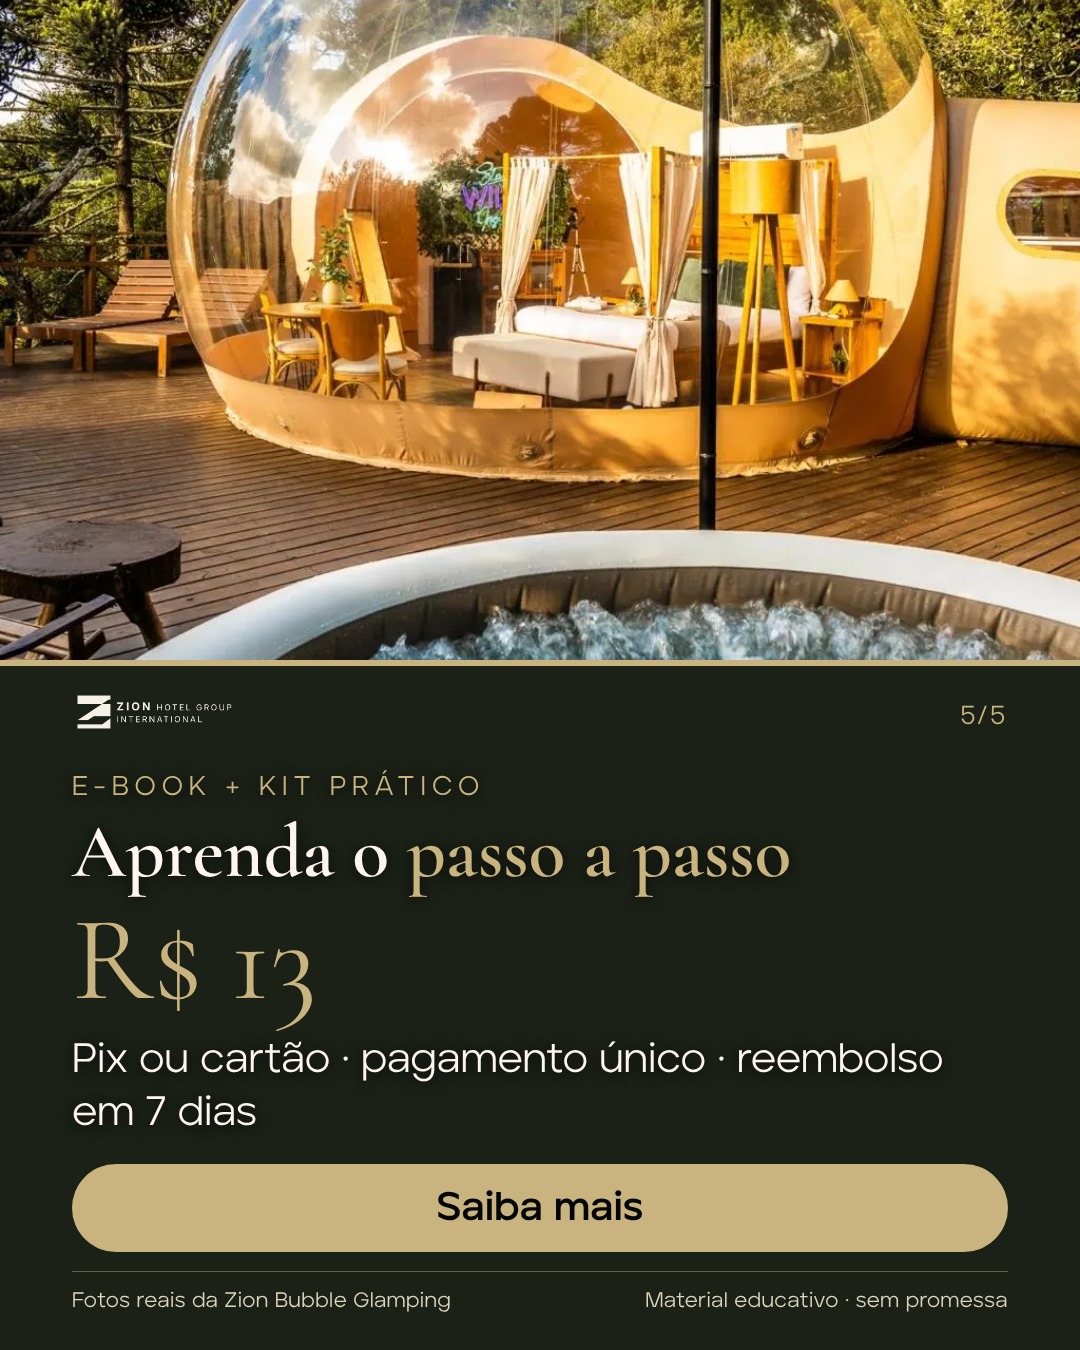 ZION HOTEL GROUP
INTERNATIONAL
5/5
E-BOOK + KIT PRÁTICO
Aprenda o passo a passo
R$ 13
Pix ou cartão · pagamento único · reembolso
em 7 dias
Saiba mais
Fotos reais da Zion Bubble Glamping
Material educativo · sem promessa